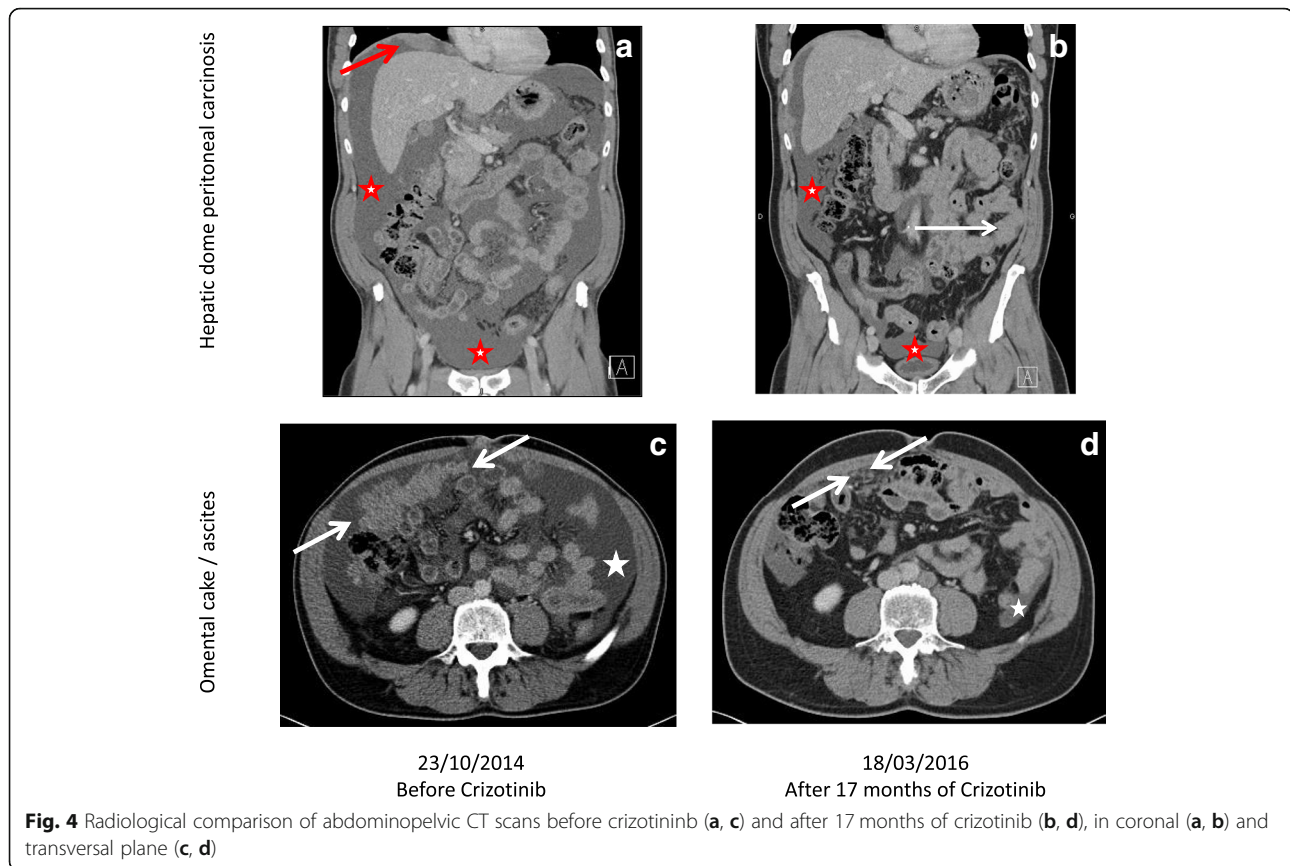 Hepatic dome peritoneal carcinosis
a
A
b
D
G
A
Omental cake / ascites
c
d
23/10/2014
Before Crizotinib
18/03/2016
After 17 months of Crizotinib
Fig. 4 Radiological comparison of abdominopelvic CT scans before crizotininb (a, c) and after 17 months of crizotinib (b, d), in coronal (a, b) and
transversal plane (c, d)